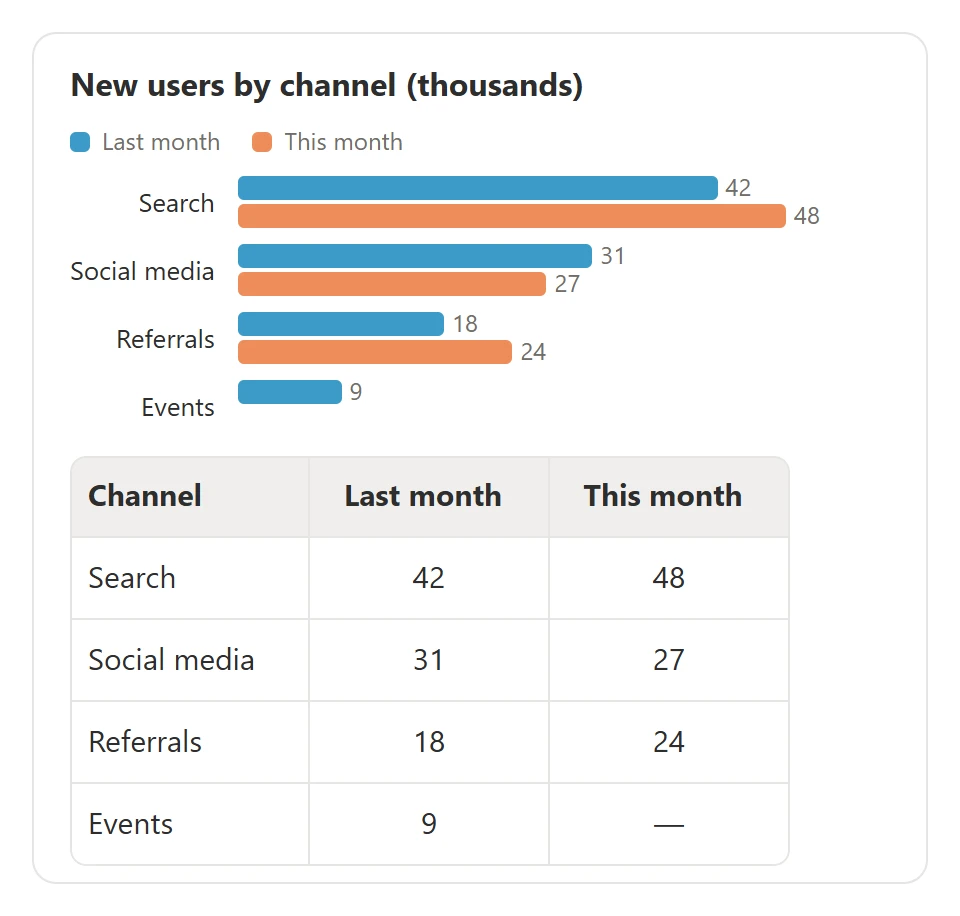 New users by channel (thousands)
Last month This month
Search 42
48
Social media 31
27
Referrals 18
24
Events 9
Channel Last month This month
Search 42 48
Social media 31 27
Referrals 18 24
Events 9 —